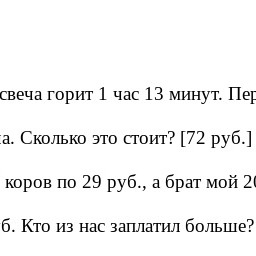 свеча горит 1 час 13 минут. Пер
а. Сколько это стоит? [72 руб.]
коров по 29 руб., а брат мой 2
б. Кто из нас заплатил больше?